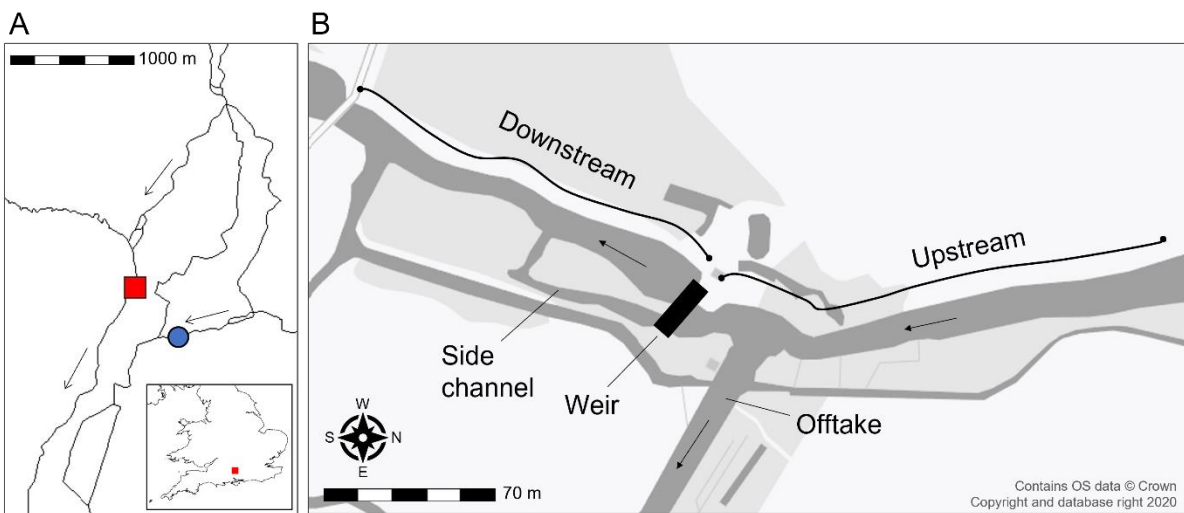 A
1000 m
B
Downstream
Upstream
Side
channel
Weir
Offtake
W
S
N
E
70 m
Contains OS data © Crown
Copyright and database right 2020